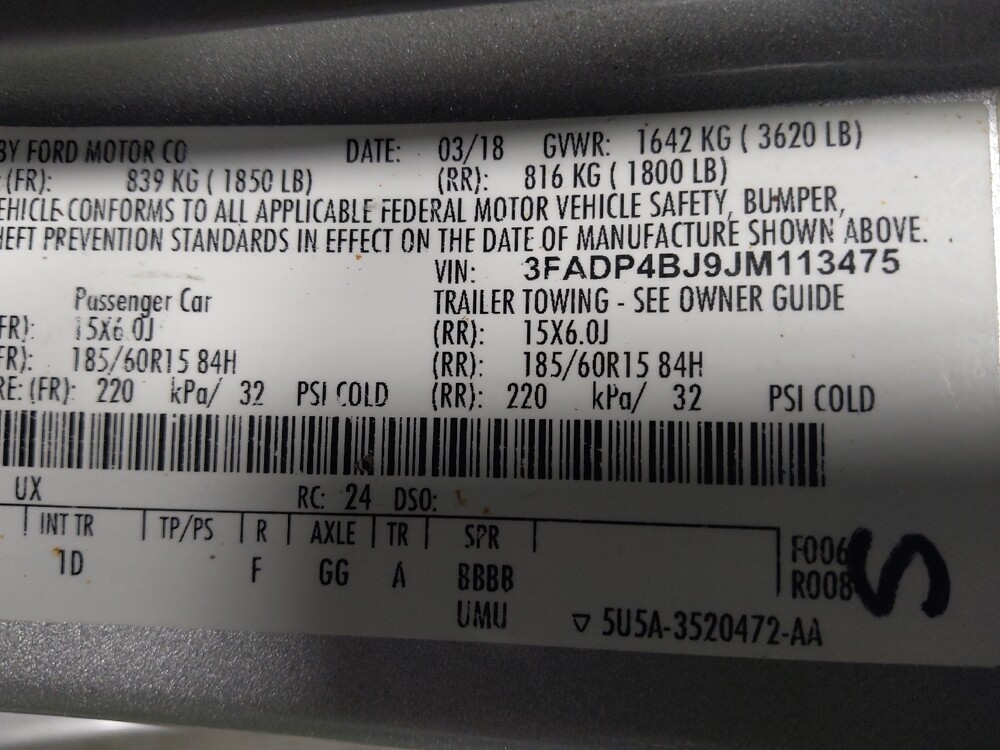 BY FORD MOTOR CO DATE: 03/18 GVWR: 1642 KG ( 3620 LB)
(FR): 839 KG ( 1850 LB) (RR): 816 KG ( 1800 LB)
EHICLE CONFORMS TO ALL APPLICABLE FEDERAL MOTOR VEHICLE SAFETY, BUMPER,
HEFT PREVENTION STANDARDS IN EFFECT ON THE DATE OF MANUFACTURE SHOWN ABOVE.
VIN: 3FADP4BJ9JM113475
Passenger Car TRAILER TOWING - SEE OWNER GUIDE
FR): 15X6.0J (RR): 15X6.0J
FR): 185/60R15 84H (RR): 185/60R15 84H
RE: (FR): 220 kPa/ 32 PSI COLD (RR): 220 kPa/ 32 PSI COLD
UX RC: 24 DSO:
INT TR TP/PS R AXLE TR SPR F006
1D F GG A BBBB R008
UMU ▽ 5U5A-3520472-AA
S